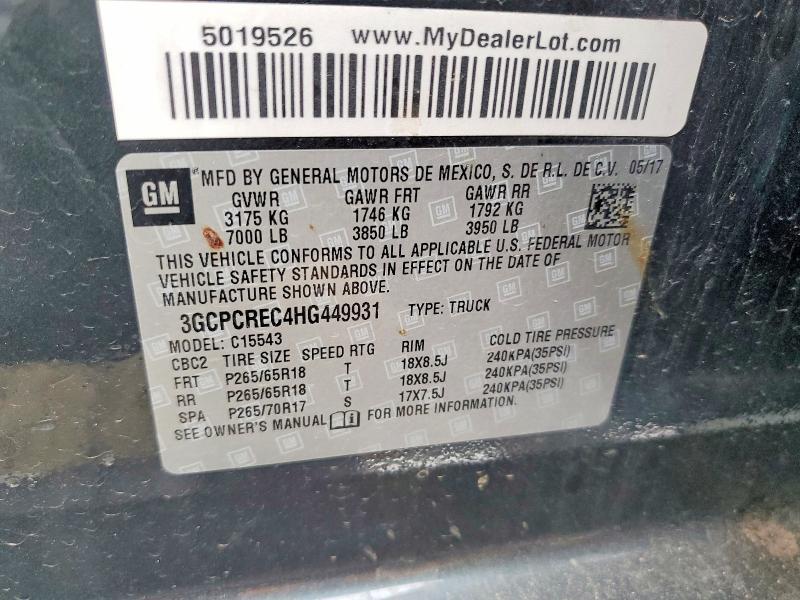 5019526 www.MyDealerLot.com
GM MFD BY GENERAL MOTORS DE MEXICO, S. DE R.L. DE C.V. 05/17
GVWR GAWR FRT GAWR RR
3175 KG 1746 KG 1792 KG
7000 LB 3850 LB 3950 LB
THIS VEHICLE CONFORMS TO ALL APPLICABLE U.S. FEDERAL MOTOR
VEHICLE SAFETY STANDARDS IN EFFECT ON THE DATE OF
MANUFACTURE SHOWN ABOVE.
3GCPCREC4HG449931 TYPE: TRUCK
MODEL: C15543
CBC2 TIRE SIZE SPEED RTG RIM COLD TIRE PRESSURE
FRT P265/65R18 T 18X8.5J 240KPA(35PSI)
RR P265/65R18 T 18X8.5J 240KPA(35PSI)
SPA P265/70R17 S 17X7.5J 240KPA(35PSI)
SEE OWNER'S MANUAL FOR MORE INFORMATION.